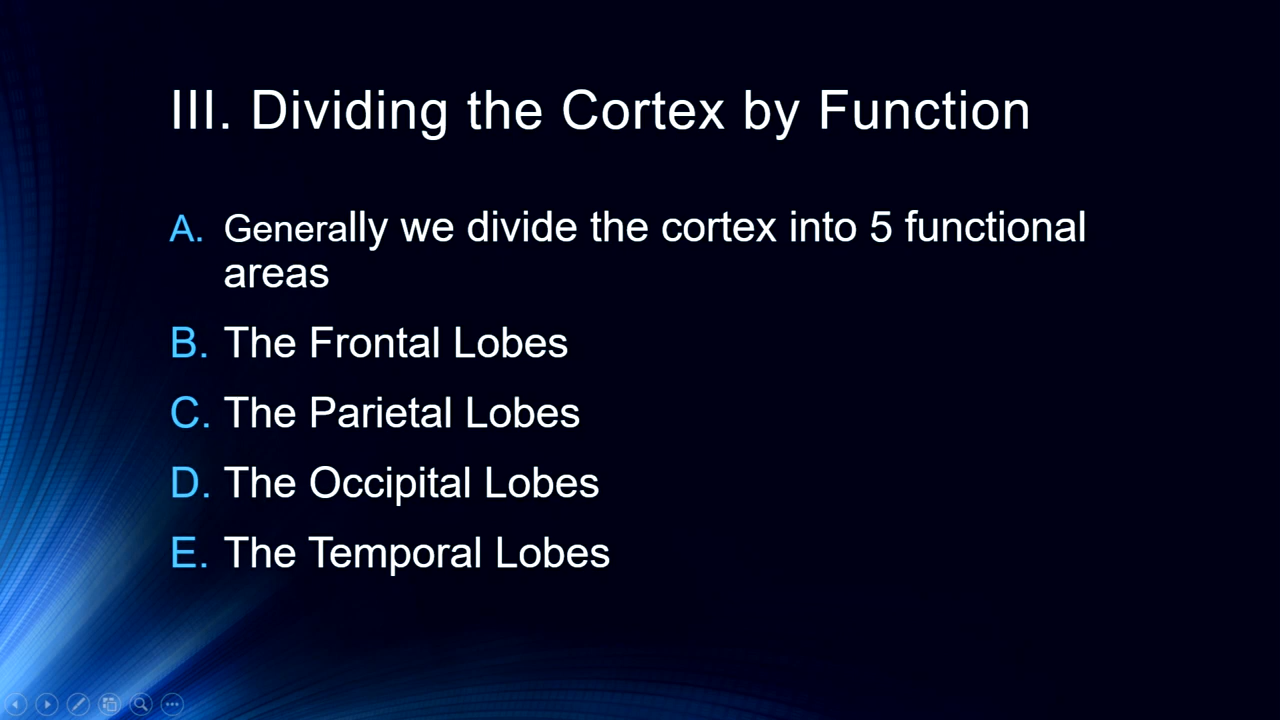 III. Dividing the Cortex by Function
A. Generally we divide the cortex into 5 functional
areas
B. The Frontal Lobes
C. The Parietal Lobes
D. The Occipital Lobes
E. The Temporal Lobes